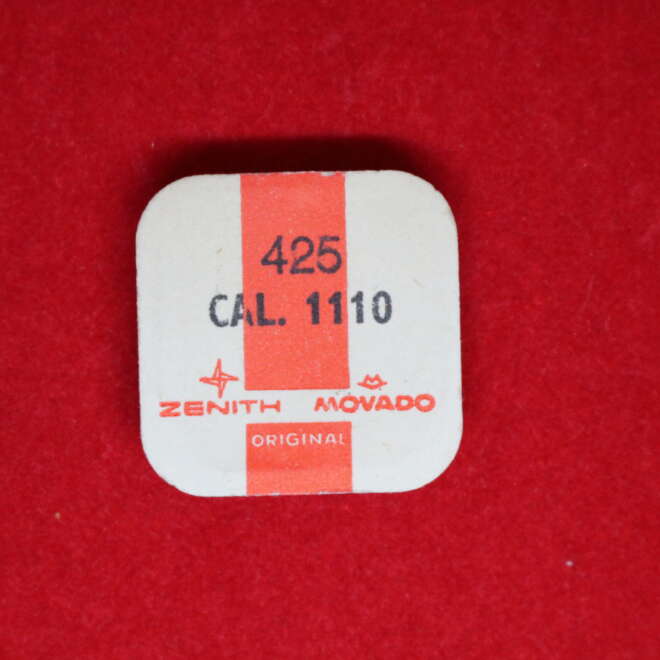 425
CAL. 1110
ZENITH MOVADO
ORIGINAL